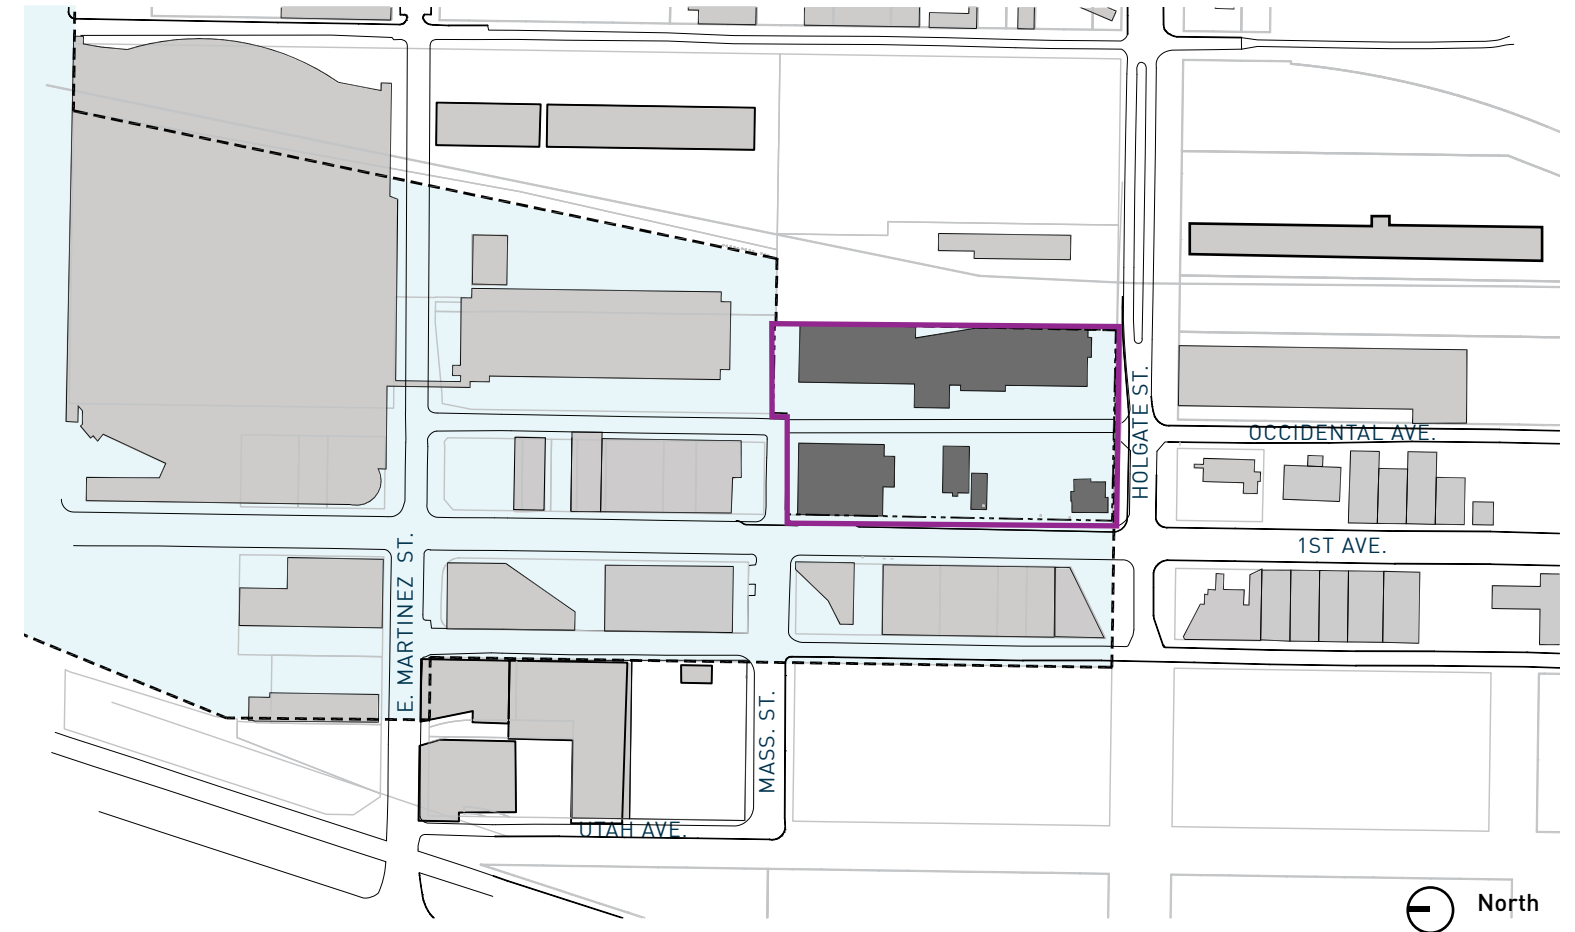 HOLGATE ST.
OCCIDENTAL AVE.
1ST AVE.
E. MARTINEZ ST.
MASS. ST.
UTAH AVE.
North